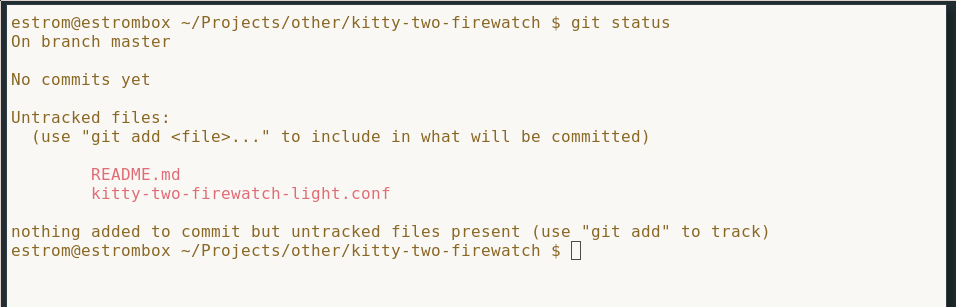 estrom@estrombox ~/Projects/other/kitty-two-firewatch $ git status
On branch master
No commits yet
Untracked files:
  (use "git add <file>..." to include in what will be committed)
        README.md
        kitty-two-firewatch-light.conf
nothing added to commit but untracked files present (use "git add" to track)
estrom@estrombox ~/Projects/other/kitty-two-firewatch $